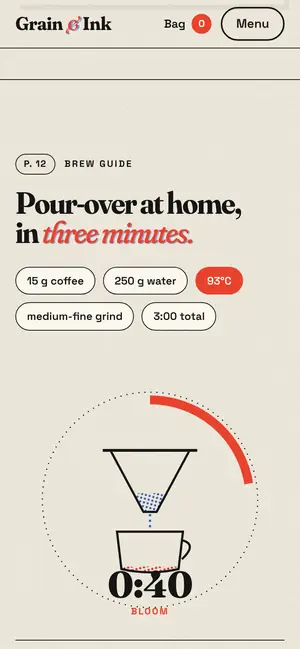 Grain & Ink
Bag 0 Menu
P. 12 BREW GUIDE
Pour-over at home,
in three minutes.
15 g coffee 250 g water 93°C
medium-fine grind 3:00 total
0:40
BLOOM